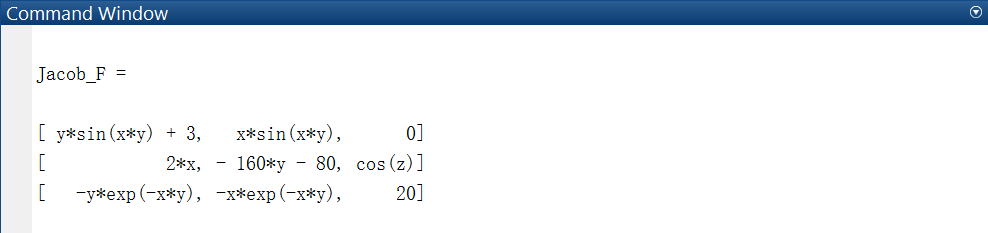 Command Window
Jacob_F =
[ y*sin(x*y) + 3,   x*sin(x*y),      0]
[            2*x, - 160*y - 80, cos(z)]
[   -y*exp(-x*y), -x*exp(-x*y),     20]